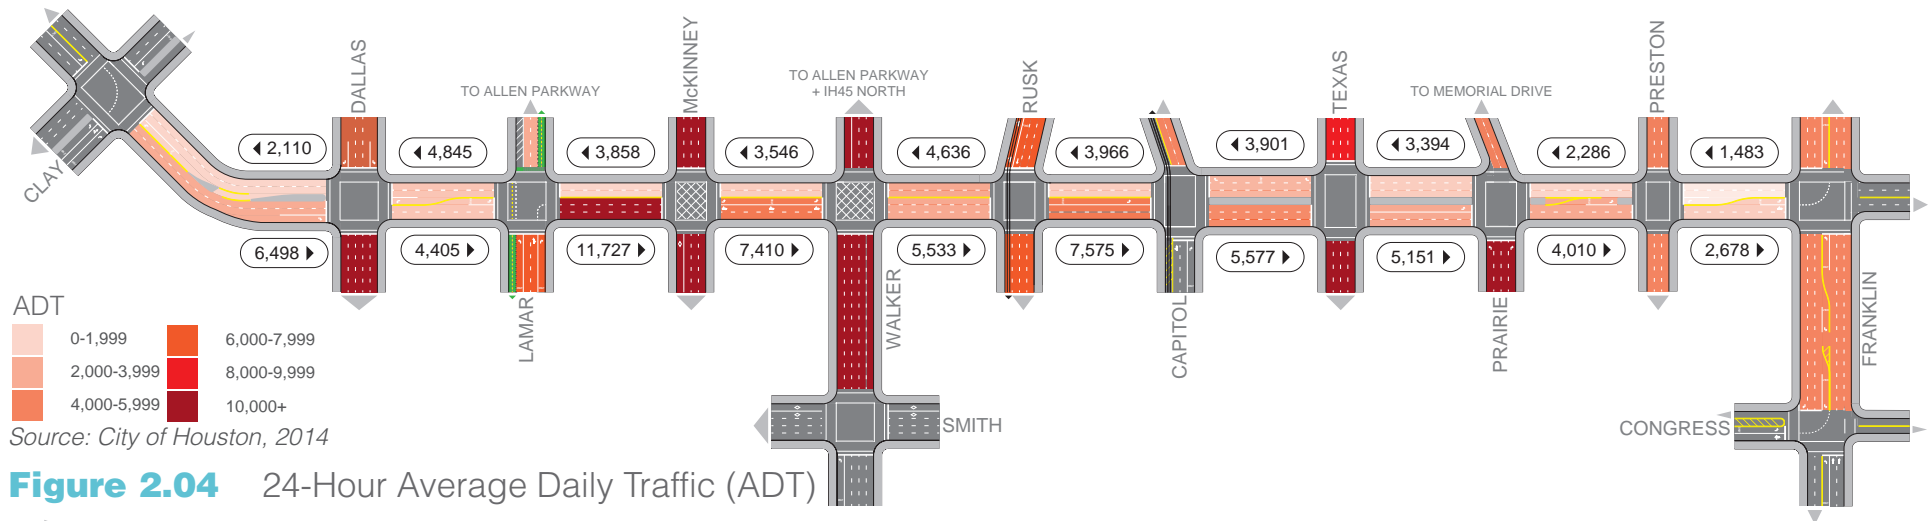 DALLAS
McKINNEY
RUSK
TEXAS
PRESTON
TO ALLEN PARKWAY
TO ALLEN PARKWAY
+ IH45 NORTH
TO MEMORIAL DRIVE
CLAY
2,110
4,845
3,858
3,546
4,636
3,966
3,901
3,394
2,286
1,483
6,498
4,405
11,727
7,410
5,533
7,575
5,577
5,151
4,010
2,678
LAMAR
WALKER
CAPITOL
PRAIRIE
FRANKLIN
SMITH
CONGRESS
ADT
0-1,999
2,000-3,999
4,000-5,999
6,000-7,999
8,000-9,999
10,000+
Source: City of Houston, 2014
Figure 2.04 24-Hour Average Daily Traffic (ADT)